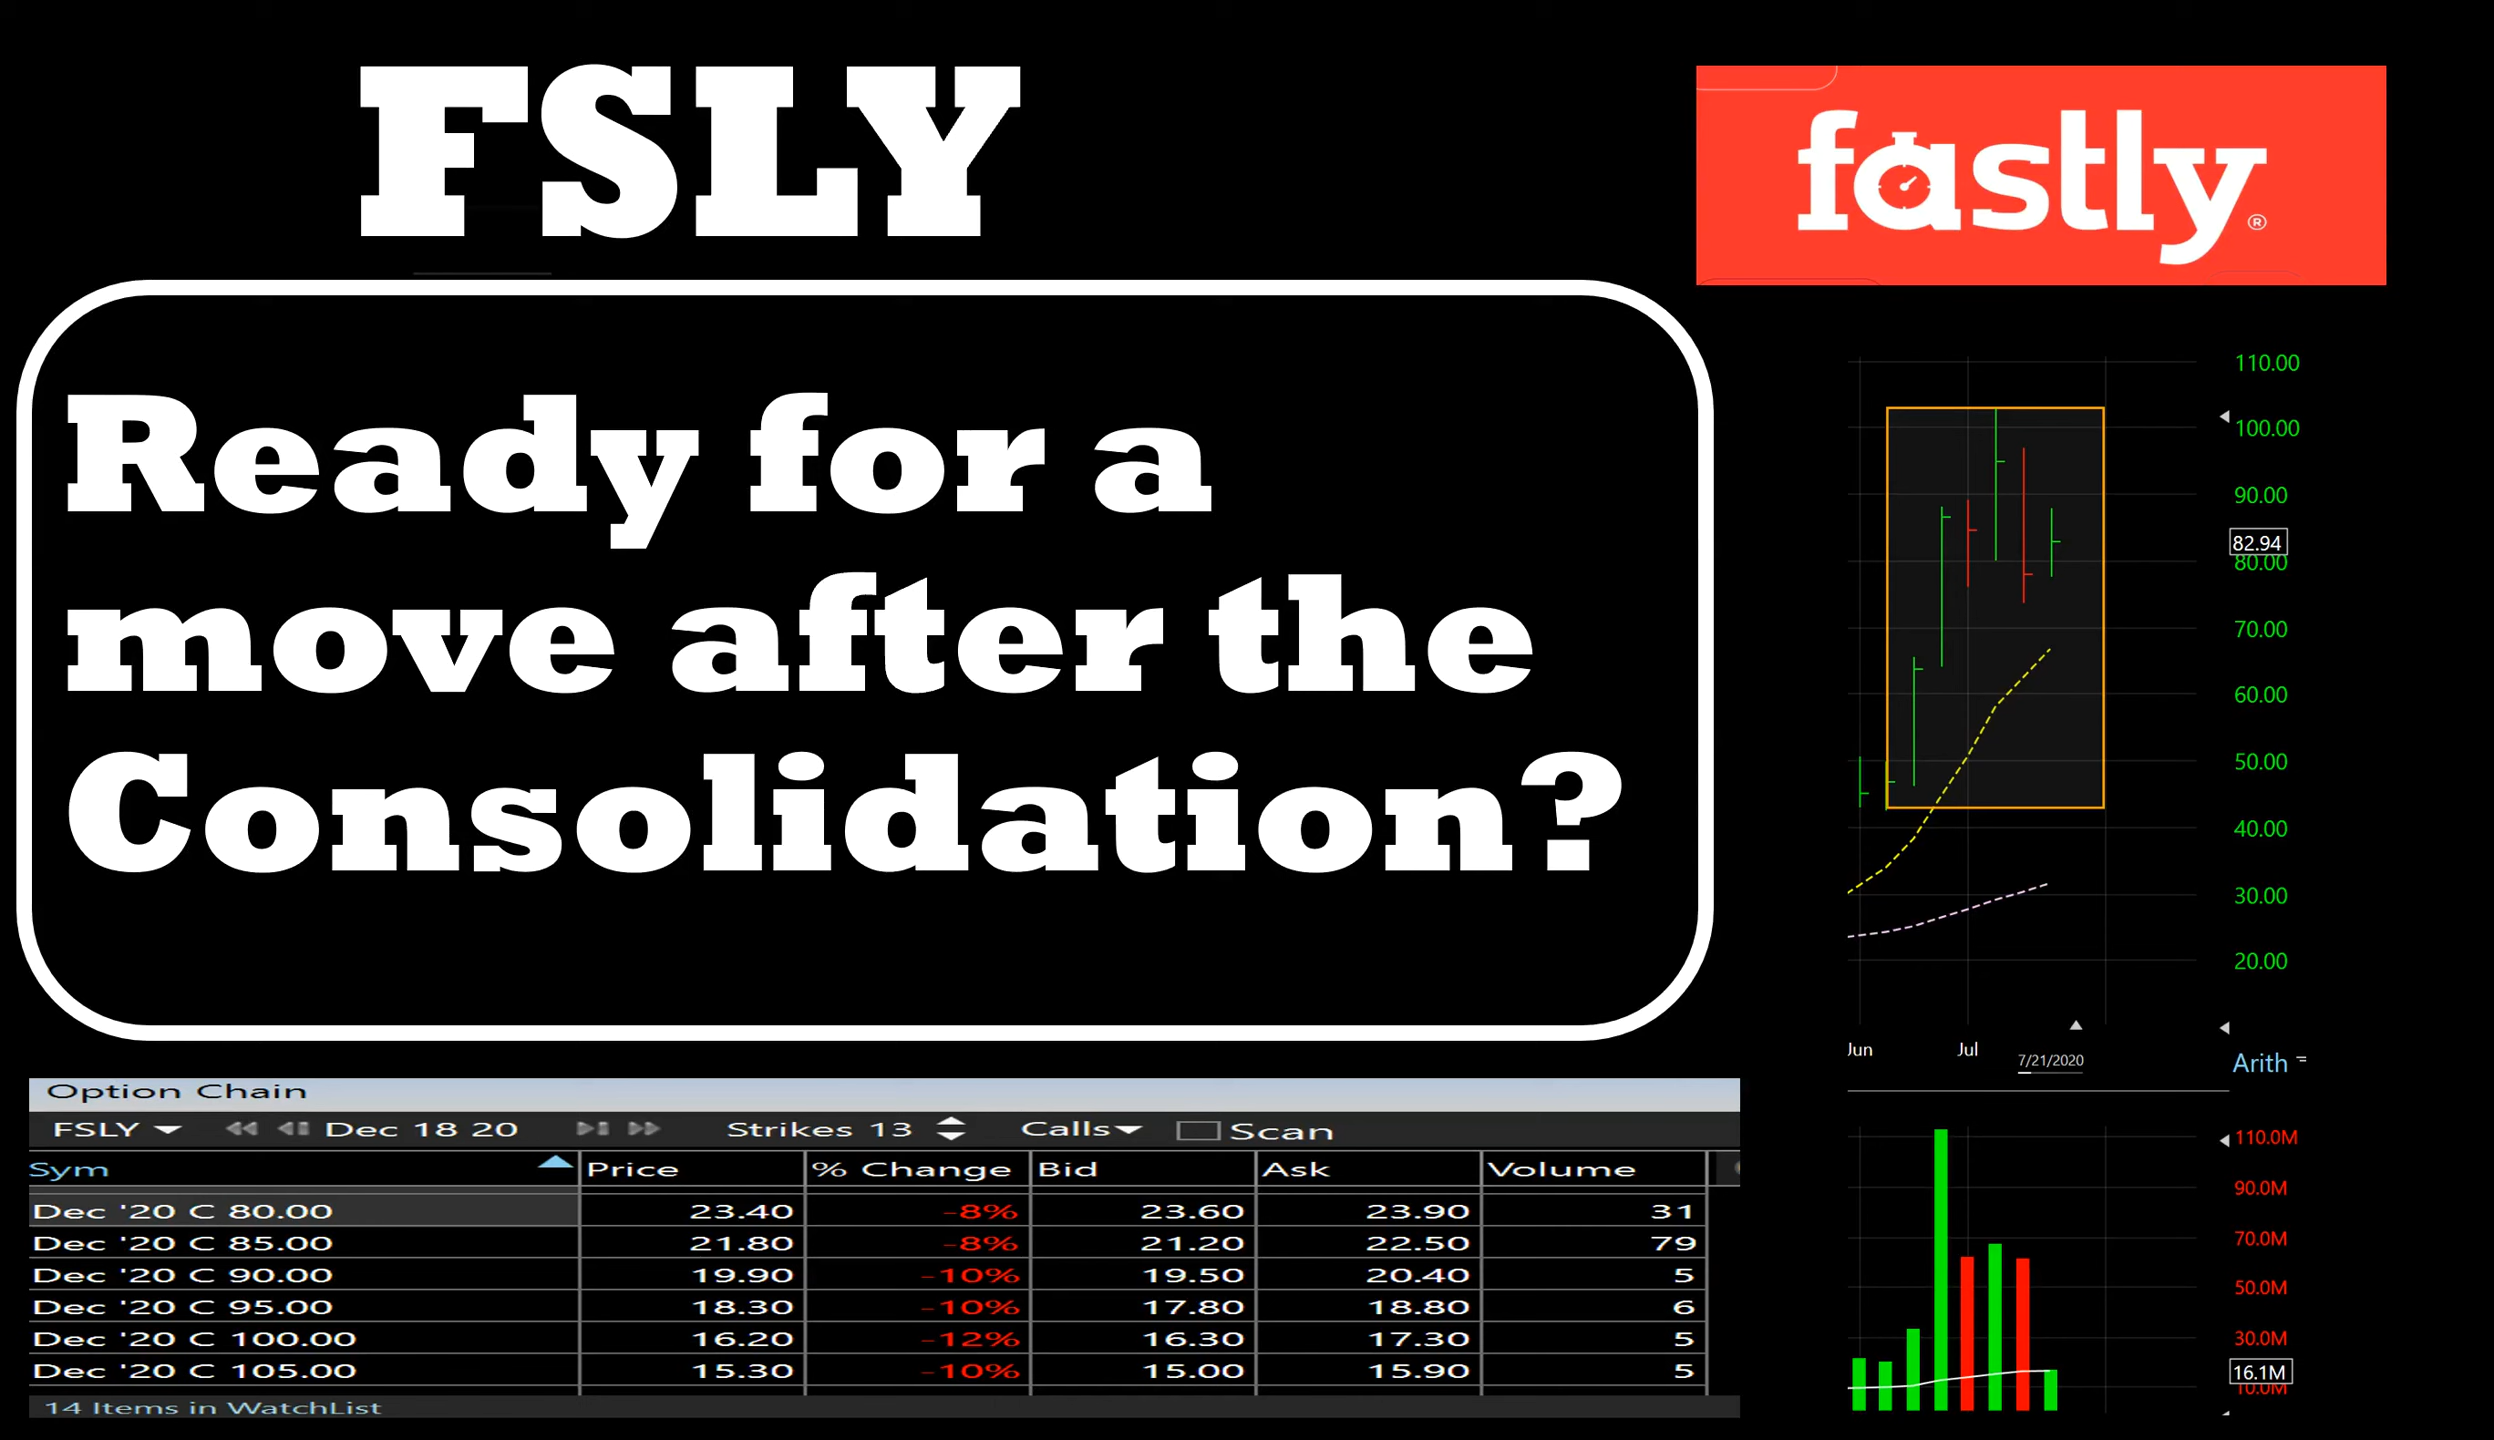 FSLY
fastly®
Ready for a
move after the
Consolidation?
110.00
100.00
90.00
82.94
80.00
70.00
60.00
50.00
40.00
30.00
20.00
Jun Jul 7/21/2020
Arith
110.0M
90.0M
70.0M
50.0M
30.0M
16.1M
10.0M
Option Chain
FSLY Dec 18 20 Strikes 13 Calls Scan
Sym Price % Change Bid Ask Volume
Dec '20 C 80.00 23.40 -8% 23.60 23.90 31
Dec '20 C 85.00 21.80 -8% 21.20 22.50 79
Dec '20 C 90.00 19.90 -10% 19.50 20.40 5
Dec '20 C 95.00 18.30 -10% 17.80 18.80 6
Dec '20 C 100.00 16.20 -12% 16.30 17.30 5
Dec '20 C 105.00 15.30 -10% 15.00 15.90 5
14 Items in WatchList